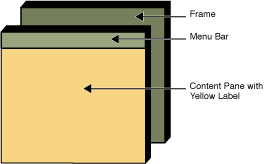 Frame
Menu Bar
Content Pane with
Yellow Label